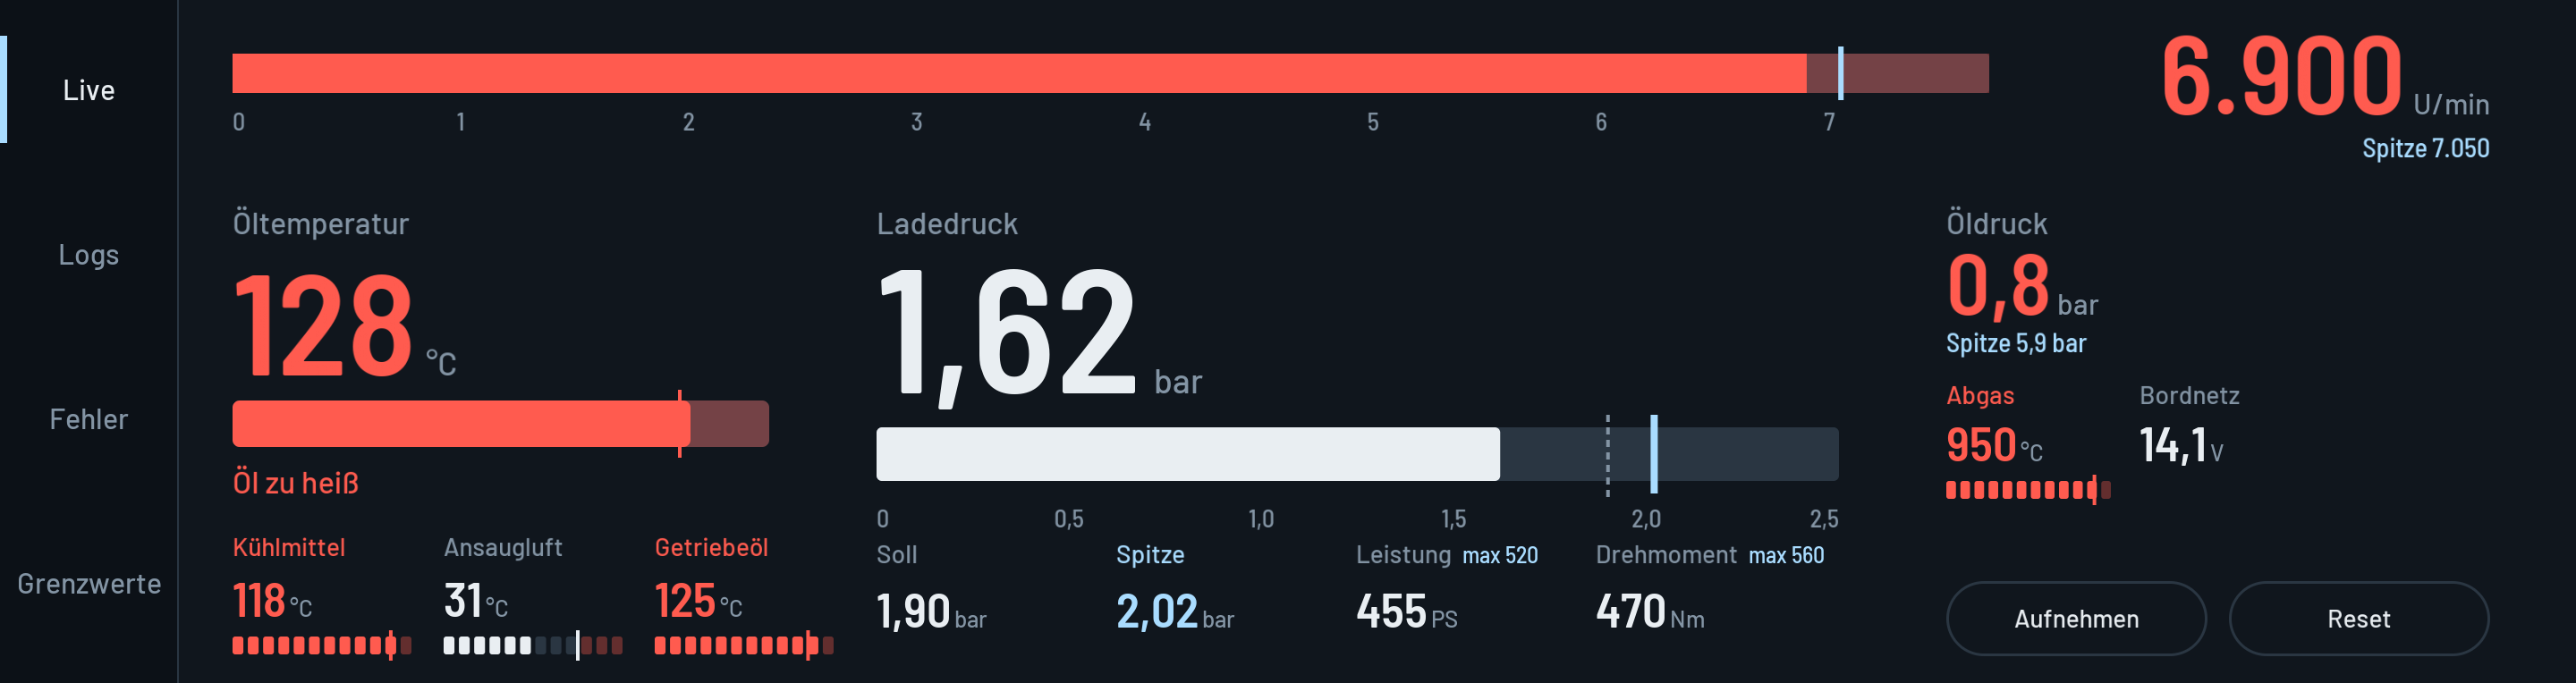 Live
Logs
Fehler
Grenzwerte
0 1 2 3 4 5 6 7
6.900 U/min
Spitze 7.050
Öltemperatur
128 °C
Öl zu heiß
Kühlmittel
118 °C
Ansaugluft
31 °C
Getriebeöl
125 °C
Ladedruck
1,62 bar
0 0,5 1,0 1,5 2,0 2,5
Soll
1,90 bar
Spitze
2,02 bar
Leistung max 520
455 PS
Drehmoment max 560
470 Nm
Öldruck
0,8 bar
Spitze 5,9 bar
Abgas
950 °C
Bordnetz
14,1 V
Aufnehmen
Reset